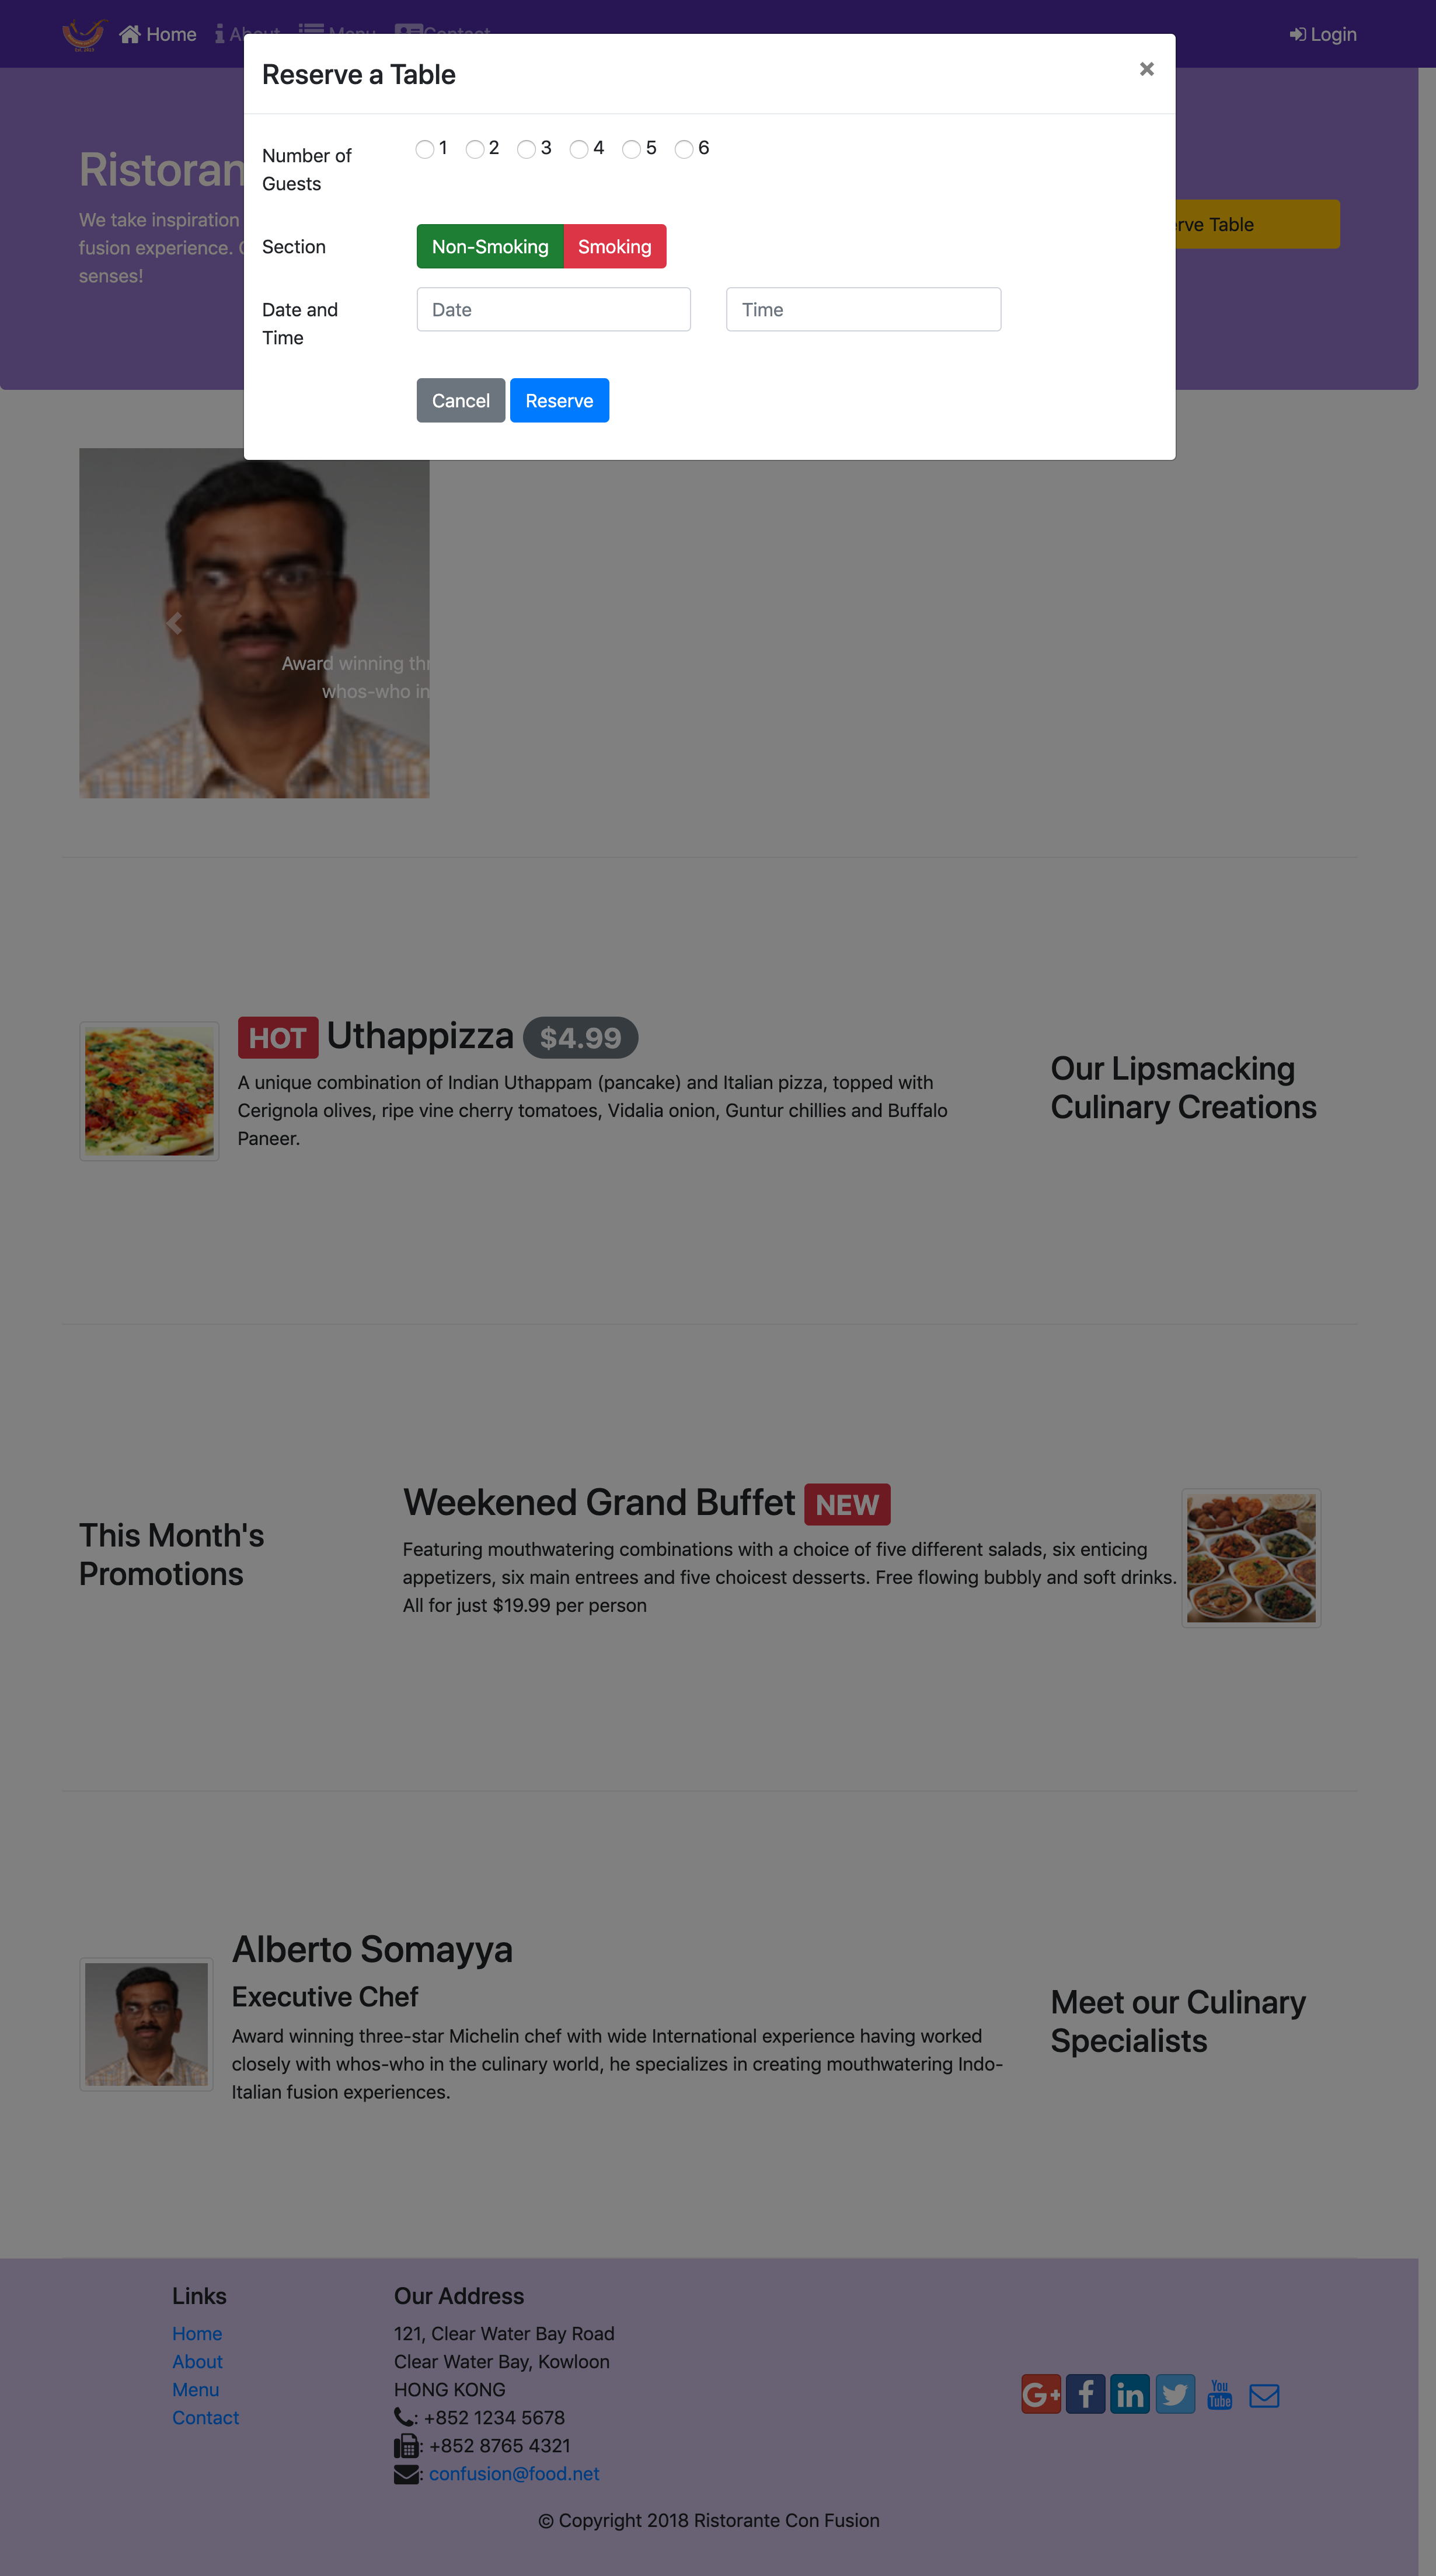 Home
About
Menu
Contact
Login
Reserve a Table
×
Number of
Guests
1 2 3 4 5 6
Section
Non-Smoking Smoking
Date and
Time
Date
Time
Cancel Reserve
We take inspiration
fusion experience.
senses!
Table
Award winning
whos-who in
HOT Uthappizza $4.99
A unique combination of Indian Uthappam (pancake) and Italian pizza, topped with
Cerignola olives, ripe vine cherry tomatoes, Vidalia onion, Guntur chillies and Buffalo
Paneer.
Our Lipsmacking
Culinary Creations
This Month's
Promotions
Weekened Grand Buffet NEW
Featuring mouthwatering combinations with a choice of five different salads, six enticing
appetizers, six main entrees and five choicest desserts. Free flowing bubbly and soft drinks.
All for just $19.99 per person
Alberto Somayya
Executive Chef
Award winning three-star Michelin chef with wide International experience having worked
closely with whos-who in the culinary world, he specializes in creating mouthwatering Indo-
Italian fusion experiences.
Meet our Culinary
Specialists
Links
Home
About
Menu
Contact
Our Address
121, Clear Water Bay Road
Clear Water Bay, Kowloon
HONG KONG
: +852 1234 5678
: +852 8765 4321
: confusion@food.net
G+ f in You Tube
© Copyright 2018 Ristorante Con Fusion